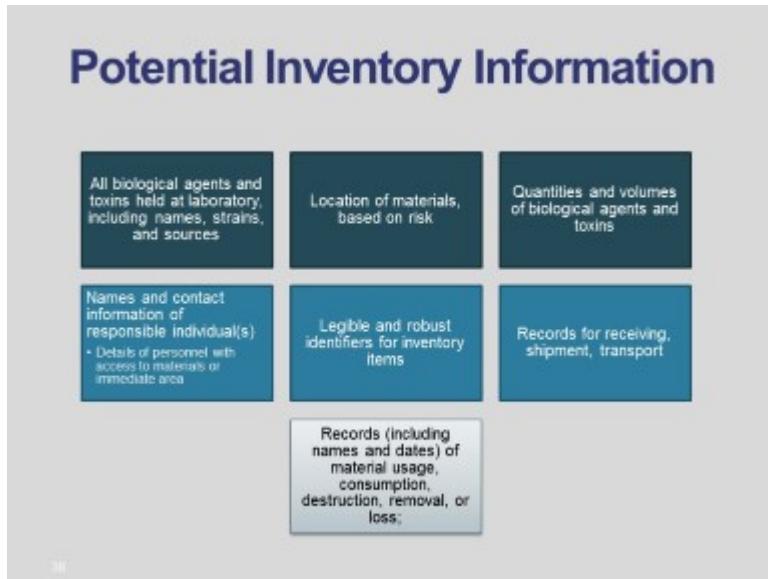 Potential Inventory Information
All biological agents and
toxins held at laboratory,
including names, strains,
and sources
Location of materials,
based on risk
Quantities and volumes
of biological agents and
toxins
Names and contact
information of
responsible individual(s)
• Details of personnel with
access to materials or
immediate area
Legible and robust
identifiers for inventory
items
Records for receiving,
shipment, transport
Records (including
names and dates) of
material usage,
consumption,
destruction, removal, or
loss;